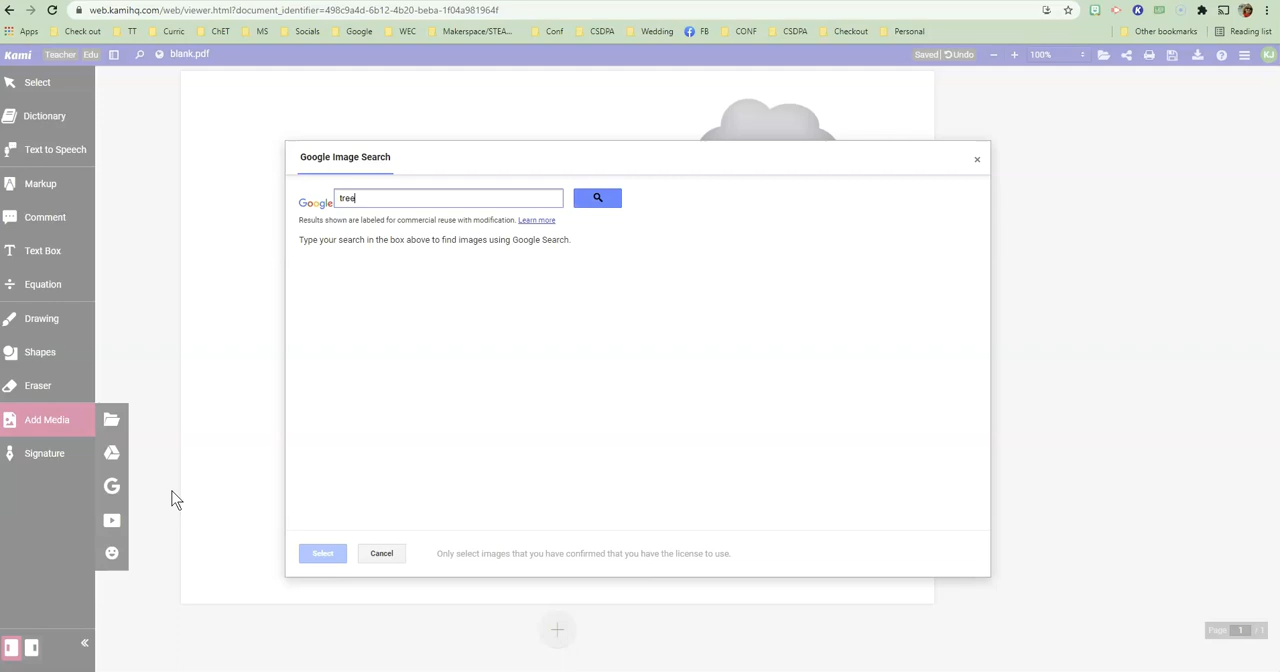 web.kamihq.com/web/viewer.html?document_identifier=498c9a4d-6b12-4b20-beba-1f04a981964f
Apps Check out TT Curric ChET MS Socials Google WEC Makerspace/STEA... Conf CSDPA Wedding FB CONF CSDPA Checkout Personal Other bookmarks Reading list
Kami Teacher Edu blank.pdf Saved Undo 100% KJ
Select
Dictionary
Text to Speech
Markup
Comment
Text Box
Equation
Drawing
Shapes
Eraser
Add Media
Signature
Google Image Search
×
Google tree
Results shown are labeled for commercial reuse with modification. Learn more
Type your search in the box above to find images using Google Search.
Select Cancel Only select images that you have confirmed that you have the license to use.
Page 1 / 1